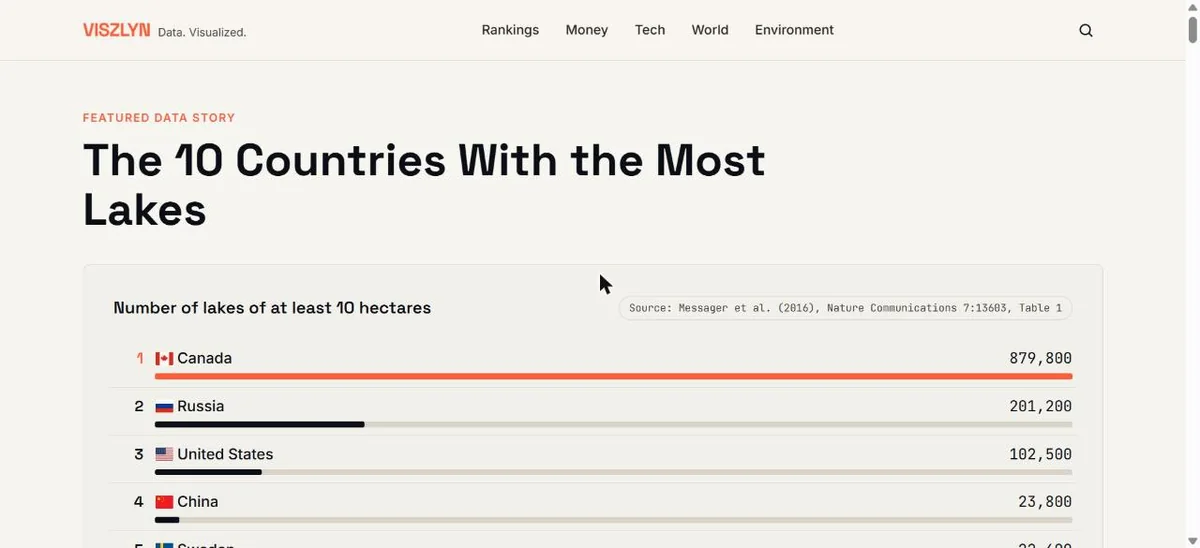 VISZLYN Data. Visualized.
Rankings Money Tech World Environment
FEATURED DATA STORY
The 10 Countries With the Most
Lakes
Number of lakes of at least 10 hectares
Source: Messager et al. (2016), Nature Communications 7:13603, Table 1
1 Canada 879,800
2 Russia 201,200
3 United States 102,500
4 China 23,800
5 Sweden